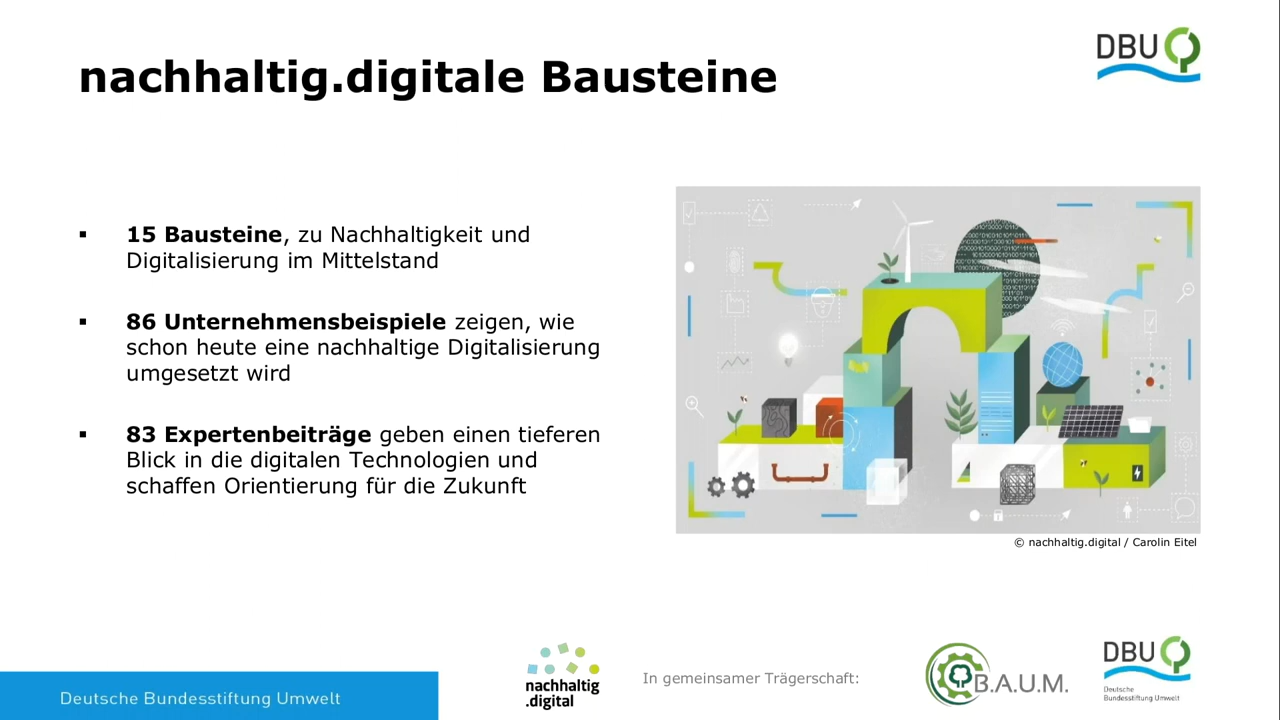 DBU
nachhaltig.digitale Bausteine
▪ 15 Bausteine, zu Nachhaltigkeit und
Digitalisierung im Mittelstand
▪ 86 Unternehmensbeispiele zeigen, wie
schon heute eine nachhaltige Digitalisierung
umgesetzt wird
▪ 83 Expertenbeiträge geben einen tieferen
Blick in die digitalen Technologien und
schaffen Orientierung für die Zukunft
© nachhaltig.digital / Carolin Eitel
Deutsche Bundesstiftung Umwelt
nachhaltig
.digital
In gemeinsamer Trägerschaft:
B.A.U.M.
DBU
Deutsche
Bundesstiftung Umwelt